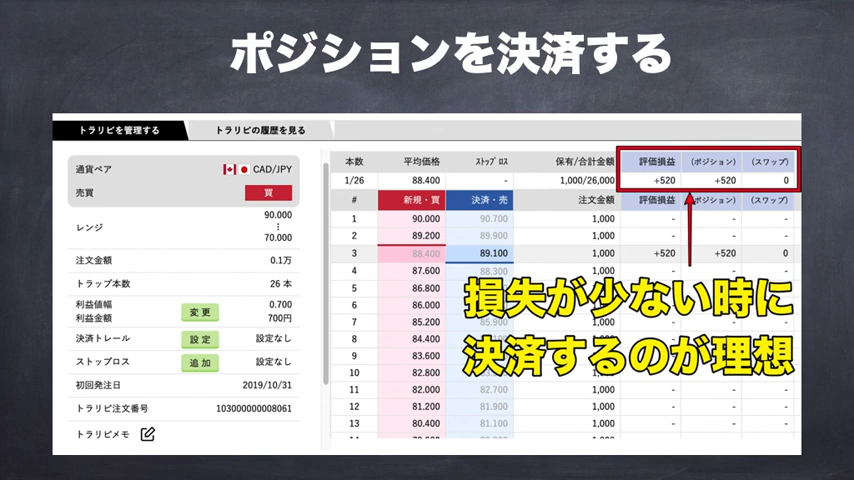 ポジションを決済する
トラリピを管理する
トラリピの履歴を見る
通貨ペア CAD/JPY
売買 買
レンジ 90.000
⋮
70.000
注文金額 0.1万
トラップ本数 26 本
利益値幅 0.700
利益金額 変更 700円
決済トレール 設定 設定なし
ストップロス 追加 設定なし
初回発注日 2019/10/31
トラリピ注文番号 103000000008061
トラリピメモ
本数 平均価格 ストップロス 保有/合計金額 評価損益 (ポジション) (スワップ)
1/26 88.400 - 1,000/26,000 +520 +520 0
# 新規・買 決済・売 注文金額 評価損益 (ポジション) (スワップ)
1 90.000 90.700 1,000 - - -
2 89.200 89.900 1,000 - - -
3 88.400 89.100 1,000 +520 +520 0
4 87.600 88.300 1,000
5 86.800
6 86.000
7 85.200 85.900
8 84.400
9 83.600
10 82.800
11 82.000 82.700 1,000 - - -
12 81.200 81.900 1,000 - - -
13 80.400 81.100 1,000 - - -
損失が少ない時に
決済するのが理想